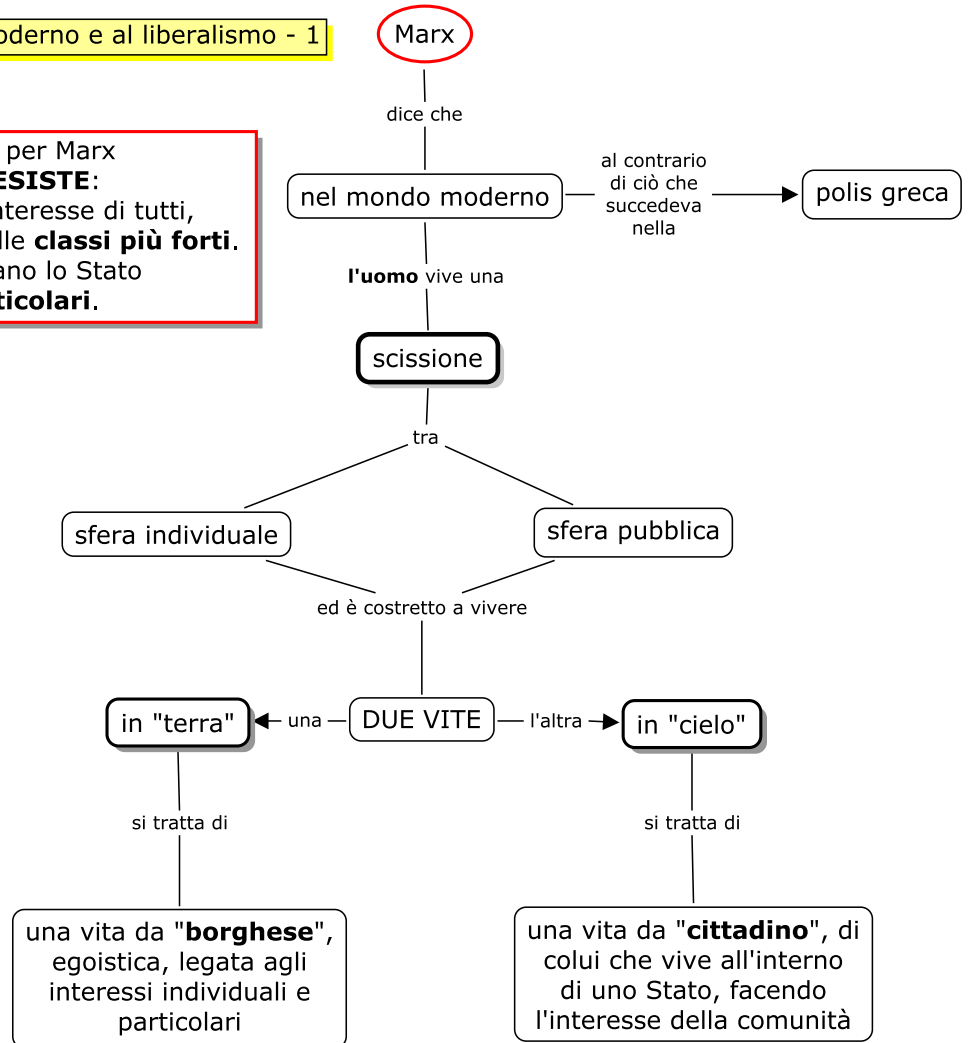 oderno e al liberalismo - 1
Marx
dice che
per Marx
ESISTE:
nteresse di tutti,
lle classi più forti.
ano lo Stato
ticolari.
nel mondo moderno
al contrario
di ciò che
succedeva
nella
polis greca
l'uomo vive una
scissione
tra
sfera individuale
sfera pubblica
ed è costretto a vivere
in "terra"
una
DUE VITE
l'altra
in "cielo"
si tratta di
si tratta di
una vita da "borghese",
egoistica, legata agli
interessi individuali e
particolari
una vita da "cittadino", di
colui che vive all'interno
di uno Stato, facendo
l'interesse della comunità